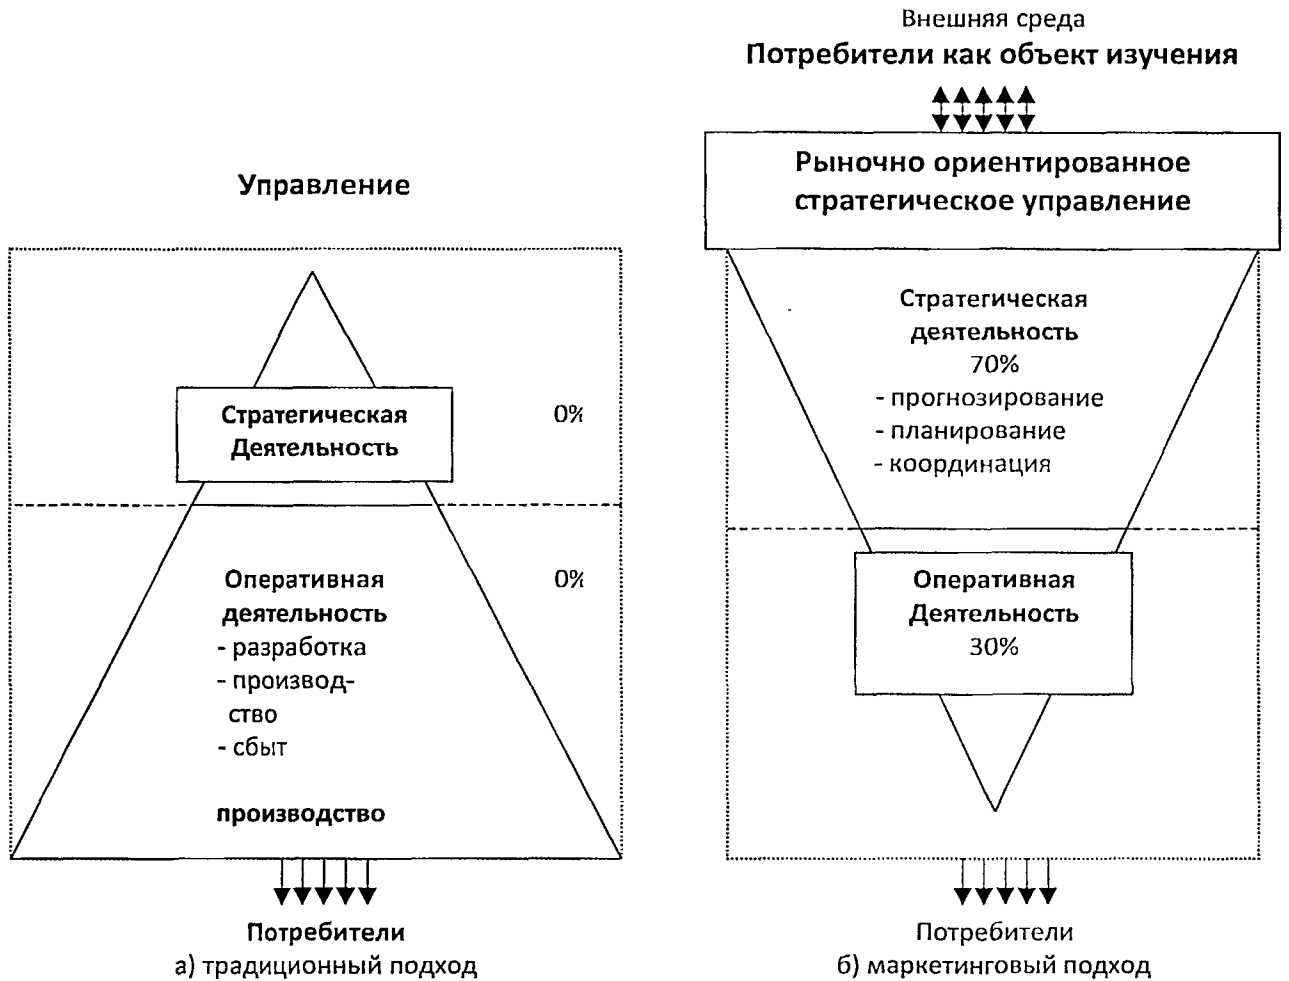 Управление
Стратегическая
Деятельность
0%
Оперативная
деятельность
0%
- разработка
- производ-
ство
- сбыт
производство
Потребители
а) традиционный подход
Внешняя среда
Потребители как объект изучения
Рыночно ориентированное
стратегическое управление
Стратегическая
деятельность
70%
- прогнозирование
- планирование
- координация
Оперативная
Деятельность
30%
Потребители
б) маркетинговый подход